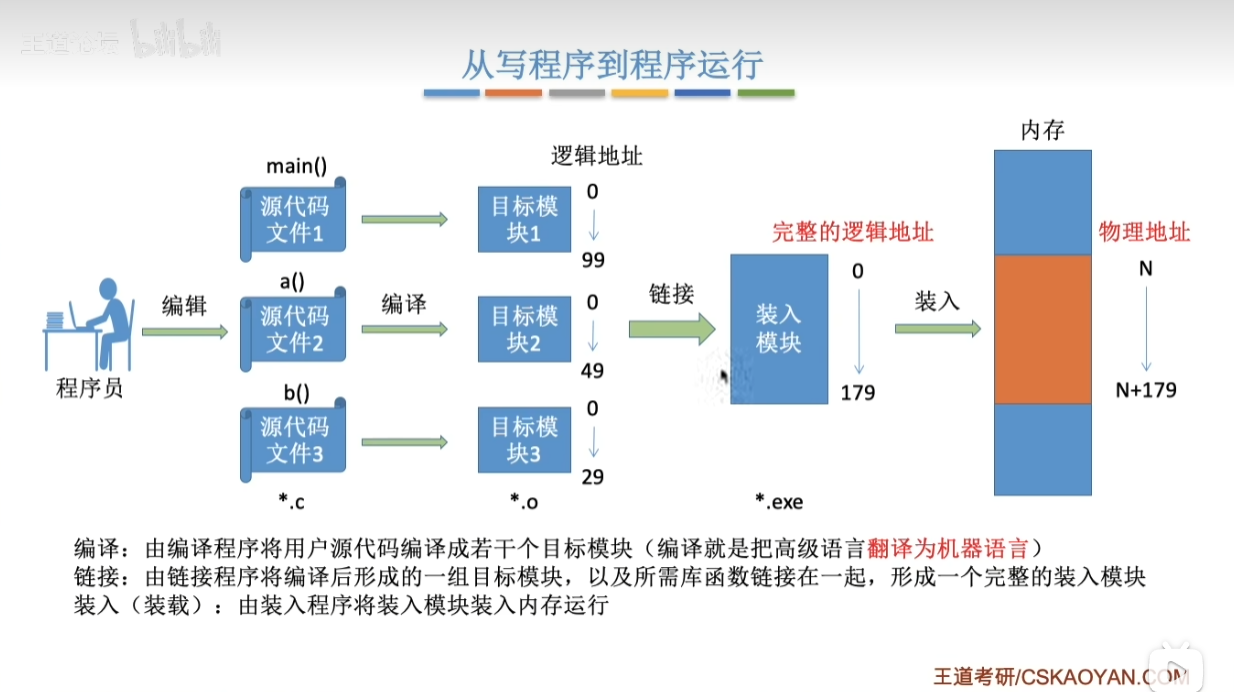 王道论坛 bilibili
从写程序到程序运行
内存
main()
逻辑地址
源代码
文件1
目标模
块1
0
99
完整的逻辑地址
物理地址
a()
编辑
源代码
文件2
编译
目标模
块2
0
49
链接
装入
模块
0
179
装入
N
N+179
程序员
b()
源代码
文件3
目标模
块3
0
29
*.c
*.o
*.exe
编译：由编译程序将用户源代码编译成若干个目标模块（编译就是把高级语言翻译为机器语言）
链接：由链接程序将编译后形成的一组目标模块，以及所需库函数链接在一起，形成一个完整的装入模块
装入（装载）：由装入程序将装入模块装入内存运行
王道考研/CSKAOYAN.COM